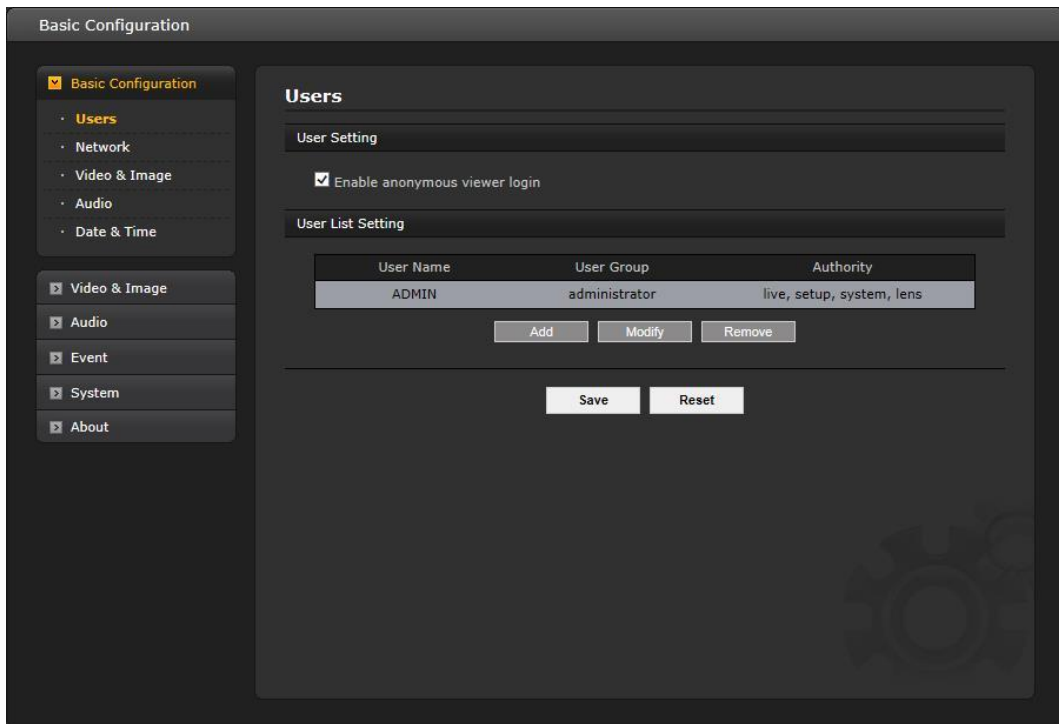 Basic Configuration
Basic Configuration
· Users
· Network
· Video & Image
· Audio
· Date & Time
Video & Image
Audio
Event
System
About
Users
User Setting
Enable anonymous viewer login
User List Setting
User Name User Group Authority
ADMIN administrator live, setup, system, lens
Add Modify Remove
Save Reset